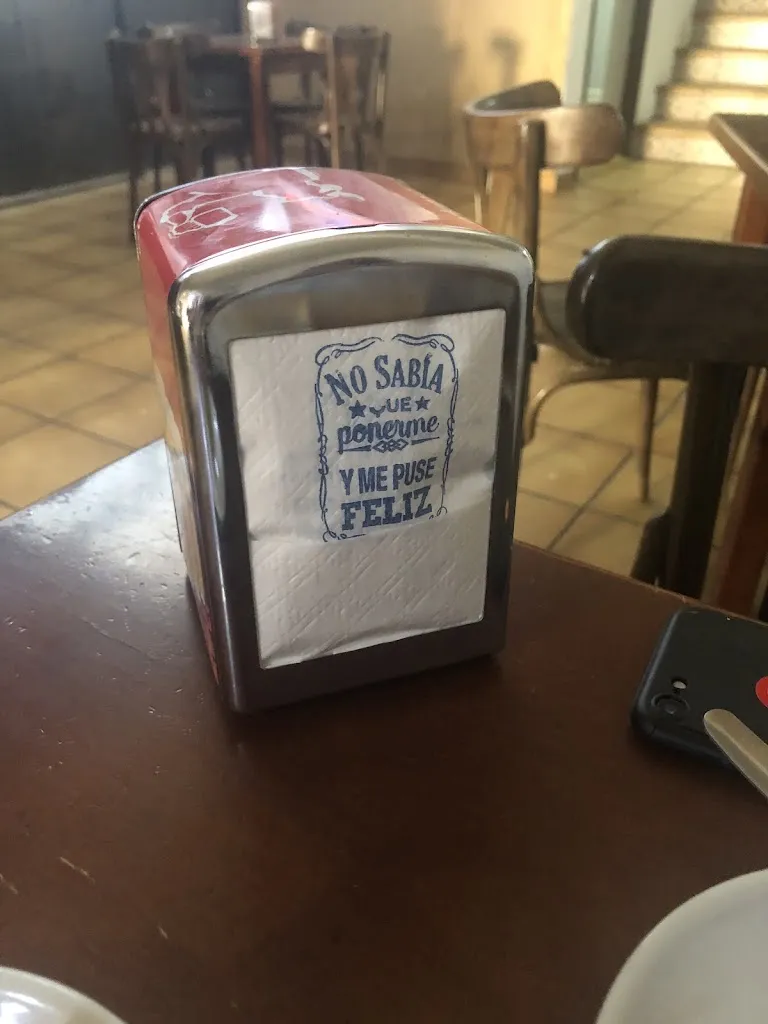 NO SABÍA
QUE
ponerme
Y ME PUSE
FELIZ